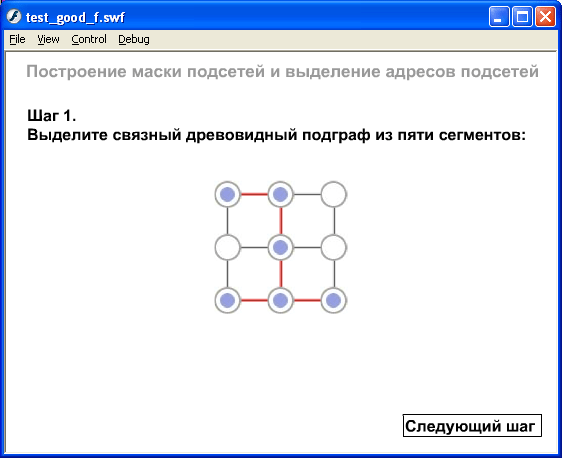 test_good_f.swf
File View Control Debug
Построение маски подсетей и выделение адресов подсетей
Шаг 1.
Выделите связный древовидный подграф из пяти сегментов:
Следующий шаг